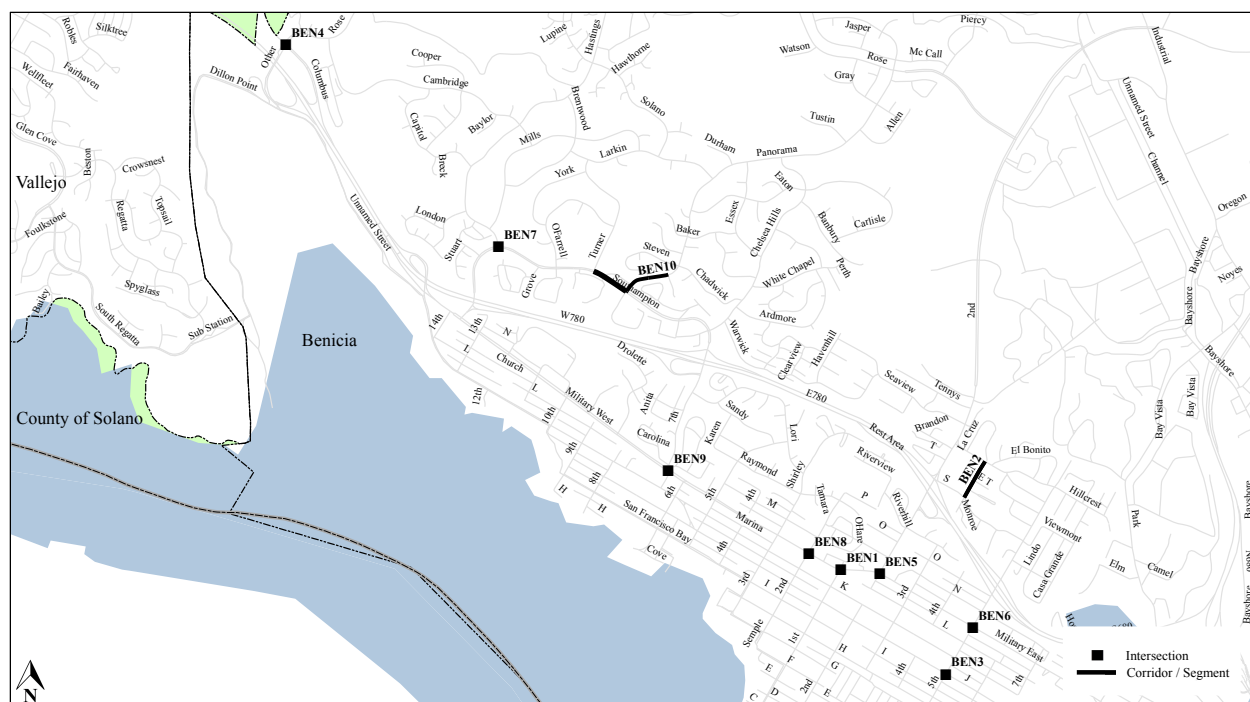 Robles
Silktree
Fairhaven
Wellfleet
Glen Cove
Beston
Crowsnest
Vallejo
Regatta
Topsail
Foulkstone
Bailey
Spyglass
South Regatta
Sub Station
County of Solano
Benicia
BEN4
Rose
Other
Columbus
Dillon Point
Cooper
Cambridge
Capitol
Baylor
Breck
Mills
Brentwood
Lupine
Hastings
Hawthorne
Solano
Larkin
York
Durham
Panorama
Watson
Jasper
Rose
Mc Call
Piercy
Gray
Tustin
Allen
Industrial
Unnamed Street
Channel
Oregon
Bayshore
Noyes
Bayshore
Bayshore
Bay Vista
Bay Vista
Unnamed Street
London
Stuart
BEN7
OFarrell
Turner
Grove
Steven
BEN10
Southampton
Baker
Essex
Eaton
Chelsea Hills
Banbury
Carlisle
Perth
White Chapel
Chadwick
Ardmore
Warwick
Clearview
Havenhill
Seaview
Tennys
2nd
W780
E780
Drolette
14th
13th
N
L
Church
L
12th
10th
Military West
9th
8th
H
H
Anita
7th
Karen
Sandy
Lori
Carolina
BEN9
6th
5th
4th
Raymond
Shirley
M
Marina
San Francisco Bay
Cove
4th
Tamara
P
OHare
O
Riverhill
O
N
Riverview
Rest Area
Brandon
T
S
La Cruz
El Bonito
BEN2
E T
Monroe
Hillcrest
Viewmont
Lindo
Casa Grande
Park
Elm
Camel
Bayshore
Bayshore
BEN8
BEN1
BEN5
K
3rd
I
2nd
3rd
4th
N
L
BEN6
Military East
Semple
1st
H
I
F
G
E
E
D
C
2nd
4th
5th
BEN3
J
7th
N
Intersection
Corridor / Segment